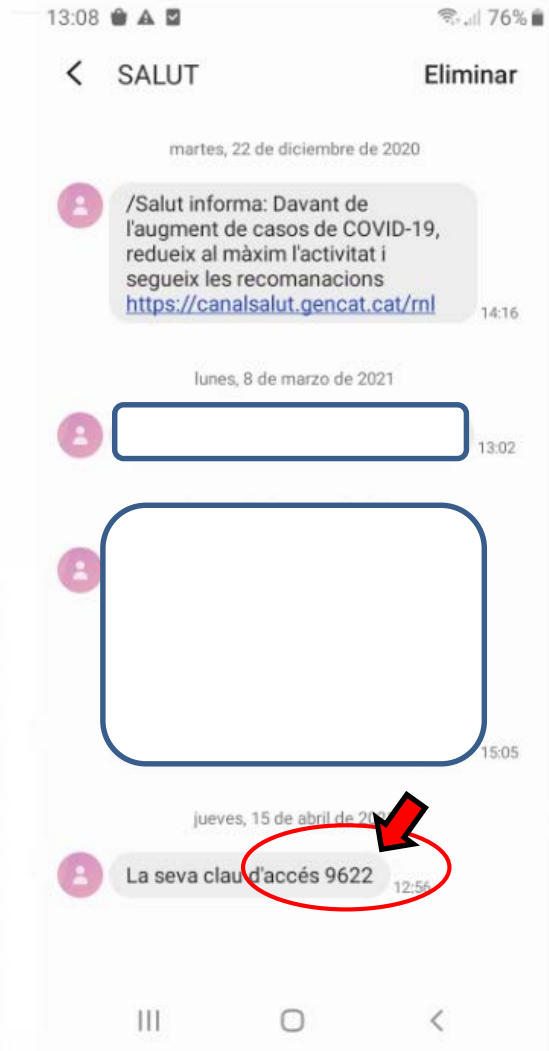 13:08 76%
SALUT Eliminar
martes, 22 de diciembre de 2020
/Salut informa: Davant de
l'augment de casos de COVID-19,
redueix al màxim l'activitat i
segueix les recomanacions
https://canalsalut.gencat.cat/rnl
14:16
lunes, 8 de marzo de 2021
13:02
15:05
jueves, 15 de abril de
La seva clau d'accés 9622
12:56